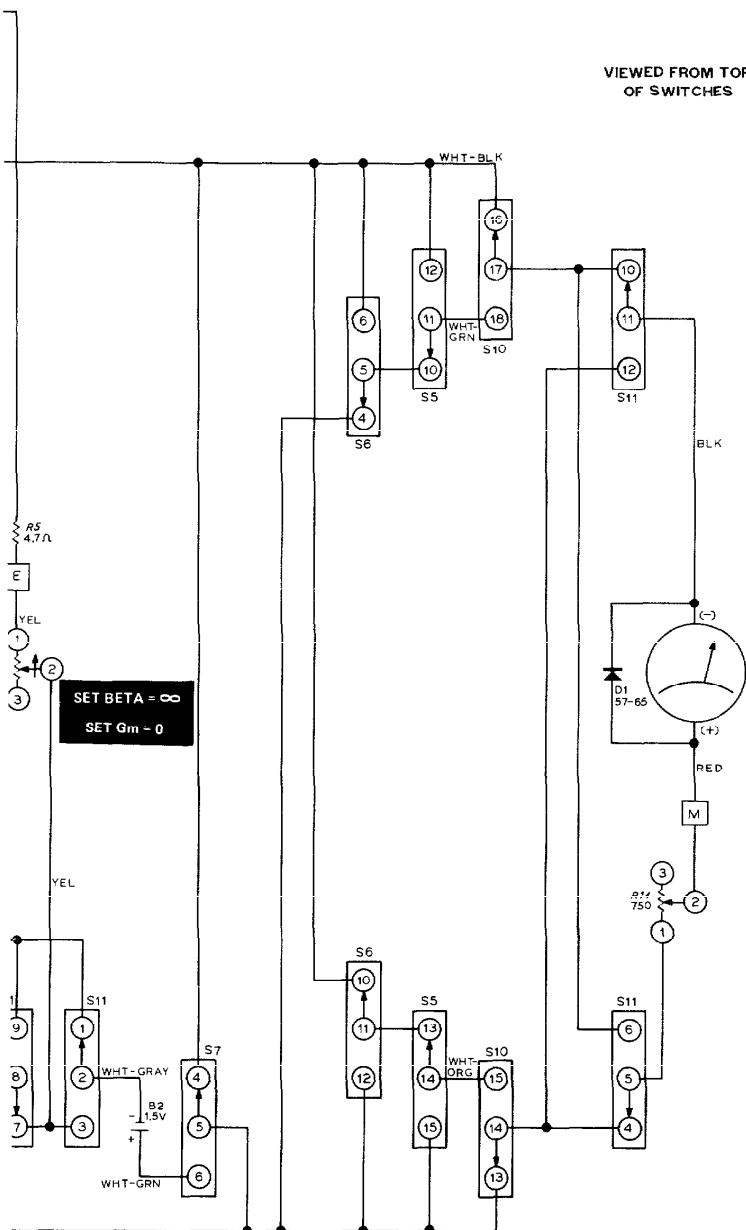 VIEWED FROM TOP
OF SWITCHES
WHT-BLK
16
12
17
10
6
11
WHT-
GRN
18
S10
11
5
10
S5
12
S11
4
S6
BLK
R5
4.7Ω
E
YEL
1
2
3
SET BETA = ∞
SET Gm = 0
(-)
D1
57-65
(+)
RED
M
3
R11
750
2
1
YEL
S6
10
11
12
S5
13
14
15
WHT-
ORG
S10
15
14
13
S11
6
5
4
9
8
7
S11
1
2
3
WHT-GRAY
B2
1.5V
-
+
WHT-GRN
S7
4
5
6